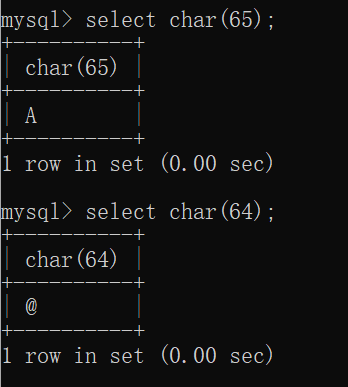 mysql> select char(65);
+----------+
| char(65) |
+----------+
| A        |
+----------+
1 row in set (0.00 sec)
mysql> select char(64);
+----------+
| char(64) |
+----------+
| @        |
+----------+
1 row in set (0.00 sec)